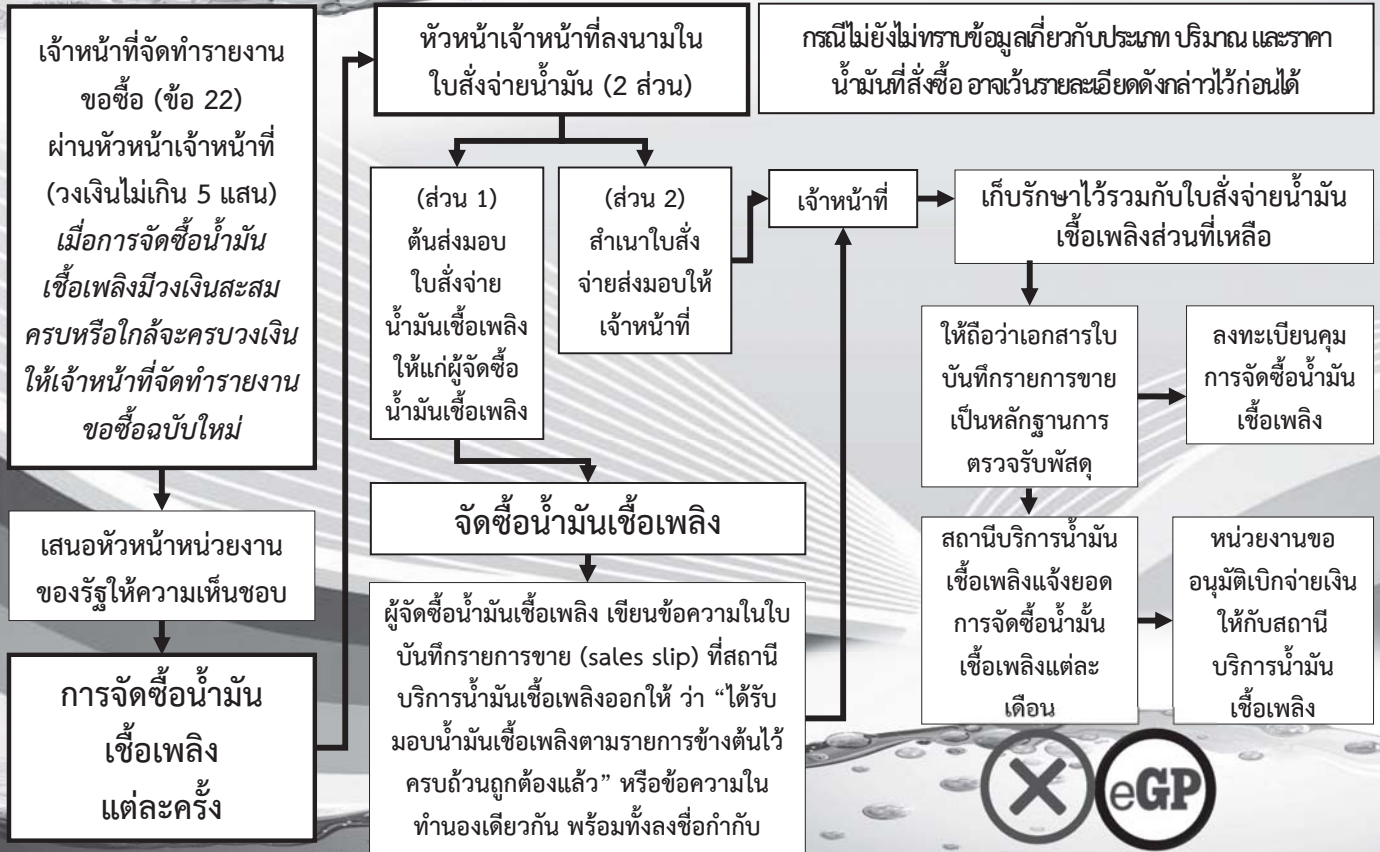 เจ้าหน้าที่จัดทำรายงาน
ขอซื้อ (ข้อ 22)
ผ่านหัวหน้าเจ้าหน้าที่
(วงเงินไม่เกิน 5 แสน)
เมื่อการจัดซื้อน้ำมัน
เชื้อเพลิงมีวงเงินสะสม
ครบหรือใกล้จะครบวงเงิน
ให้เจ้าหน้าที่จัดทำรายงาน
ขอซื้อฉบับใหม่
เสนอหัวหน้าหน่วยงาน
ของรัฐให้ความเห็นชอบ
การจัดซื้อน้ำมัน
เชื้อเพลิง
แต่ละครั้ง
หัวหน้าเจ้าหน้าที่ลงนามใน
ใบสั่งจ่ายน้ำมัน (2 ส่วน)
กรณีไม่ยังไม่ทราบข้อมูลเกี่ยวกับประเภท ปริมาณ และราคา
น้ำมันที่สั่งซื้อ อาจเว้นรายละเอียดดังกล่าวไว้ก่อนได้
(ส่วน 1)
ต้นส่งมอบ
ใบสั่งจ่าย
น้ำมันเชื้อเพลิง
ให้แก่ผู้จัดซื้อ
น้ำมันเชื้อเพลิง
(ส่วน 2)
สำเนาใบสั่ง
จ่ายส่งมอบให้
เจ้าหน้าที่
เจ้าหน้าที่
เก็บรักษาไว้รวมกับใบสั่งจ่ายน้ำมัน
เชื้อเพลิงส่วนที่เหลือ
จัดซื้อน้ำมันเชื้อเพลิง
ผู้จัดซื้อน้ำมันเชื้อเพลิง เขียนข้อความในใบ
บันทึกรายการขาย (sales slip) ที่สถานี
บริการน้ำมันเชื้อเพลิงออกให้ ว่า “ได้รับ
มอบน้ำมันเชื้อเพลิงตามรายการข้างต้นไว้
ครบถ้วนถูกต้องแล้ว” หรือข้อความใน
ทำนองเดียวกัน พร้อมทั้งลงชื่อกำกับ
ให้ถือว่าเอกสารใบ
บันทึกรายการขาย
เป็นหลักฐานการ
ตรวจรับพัสดุ
ลงทะเบียนคุม
การจัดซื้อน้ำมัน
เชื้อเพลิง
สถานีบริการน้ำมัน
เชื้อเพลิงแจ้งยอด
การจัดซื้อน้ำมั้น
เชื้อเพลิงแต่ละ
เดือน
หน่วยงานขอ
อนุมัติเบิกจ่ายเงิน
ให้กับสถานี
บริการน้ำมัน
เชื้อเพลิง
eGP